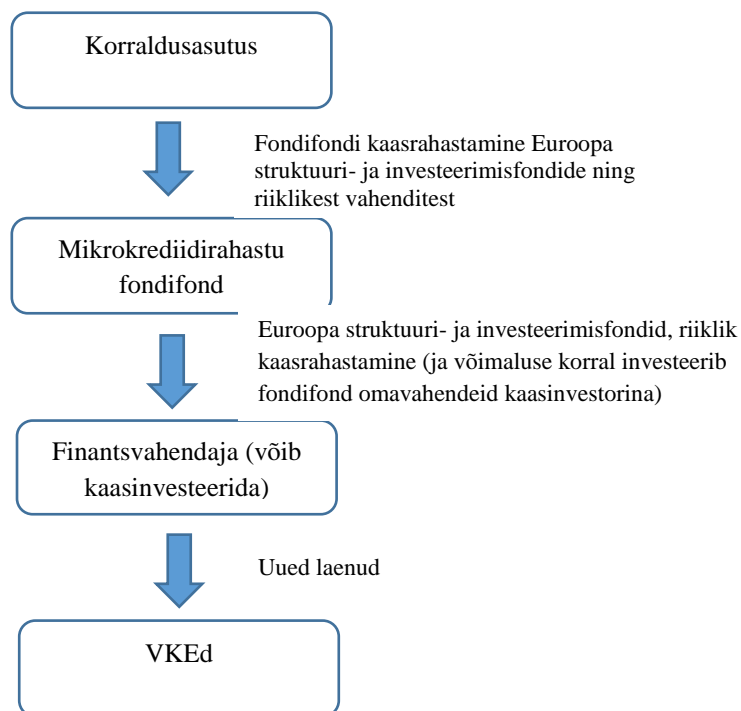 Korraldusasutus
Fondifondi kaasrahastamine Euroopa
struktuuri- ja investeerimisfondide ning
riiklikest vahenditest
Mikrokrediidirahastu
fondifond
Euroopa struktuuri- ja investeerimisfondid, riiklik
kaasrahastamine (ja võimaluse korral investeerib
fondifond omavahendeid kaasinvestorina)
Finantsvahendaja (võib
kaasinvesteerida)
Uued laenud
VKEd